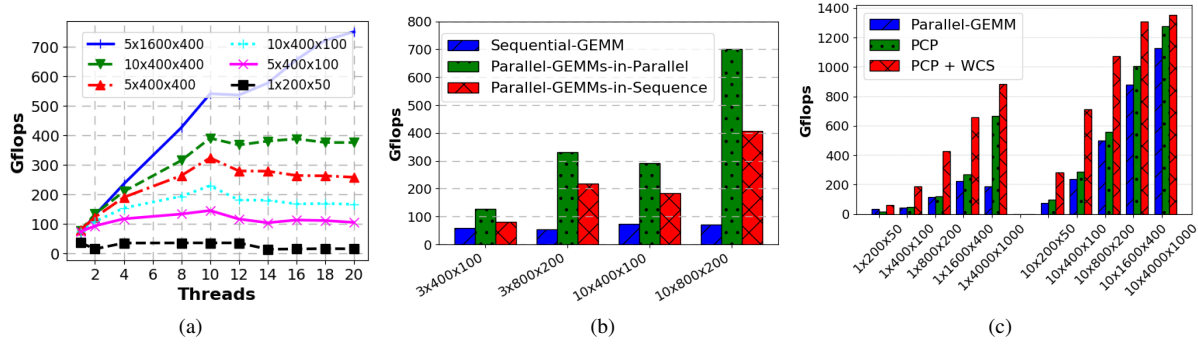 5x1600x400
10x400x400
5x400x400
10x400x100
5x400x100
1x200x50
Gflops
700
600
500
400
300
200
100
0
2 4 6 8 10 12 14 16 18 20
Threads
(a)
Sequential-GEMM
Parallel-GEMMs-in-Parallel
Parallel-GEMMs-in-Sequence
Gflops
800
700
600
500
400
300
200
100
0
3x400x100
3x800x200
10x400x100
10x800x200
(b)
Parallel-GEMM
PCP
PCP + WCS
Gflops
1400
1200
1000
800
600
400
200
0
1x200x50
1x400x100
1x800x200
1x1600x400
1x4000x1000
10x200x50
10x400x100
10x800x200
10x1600x400
10x4000x1000
(c)